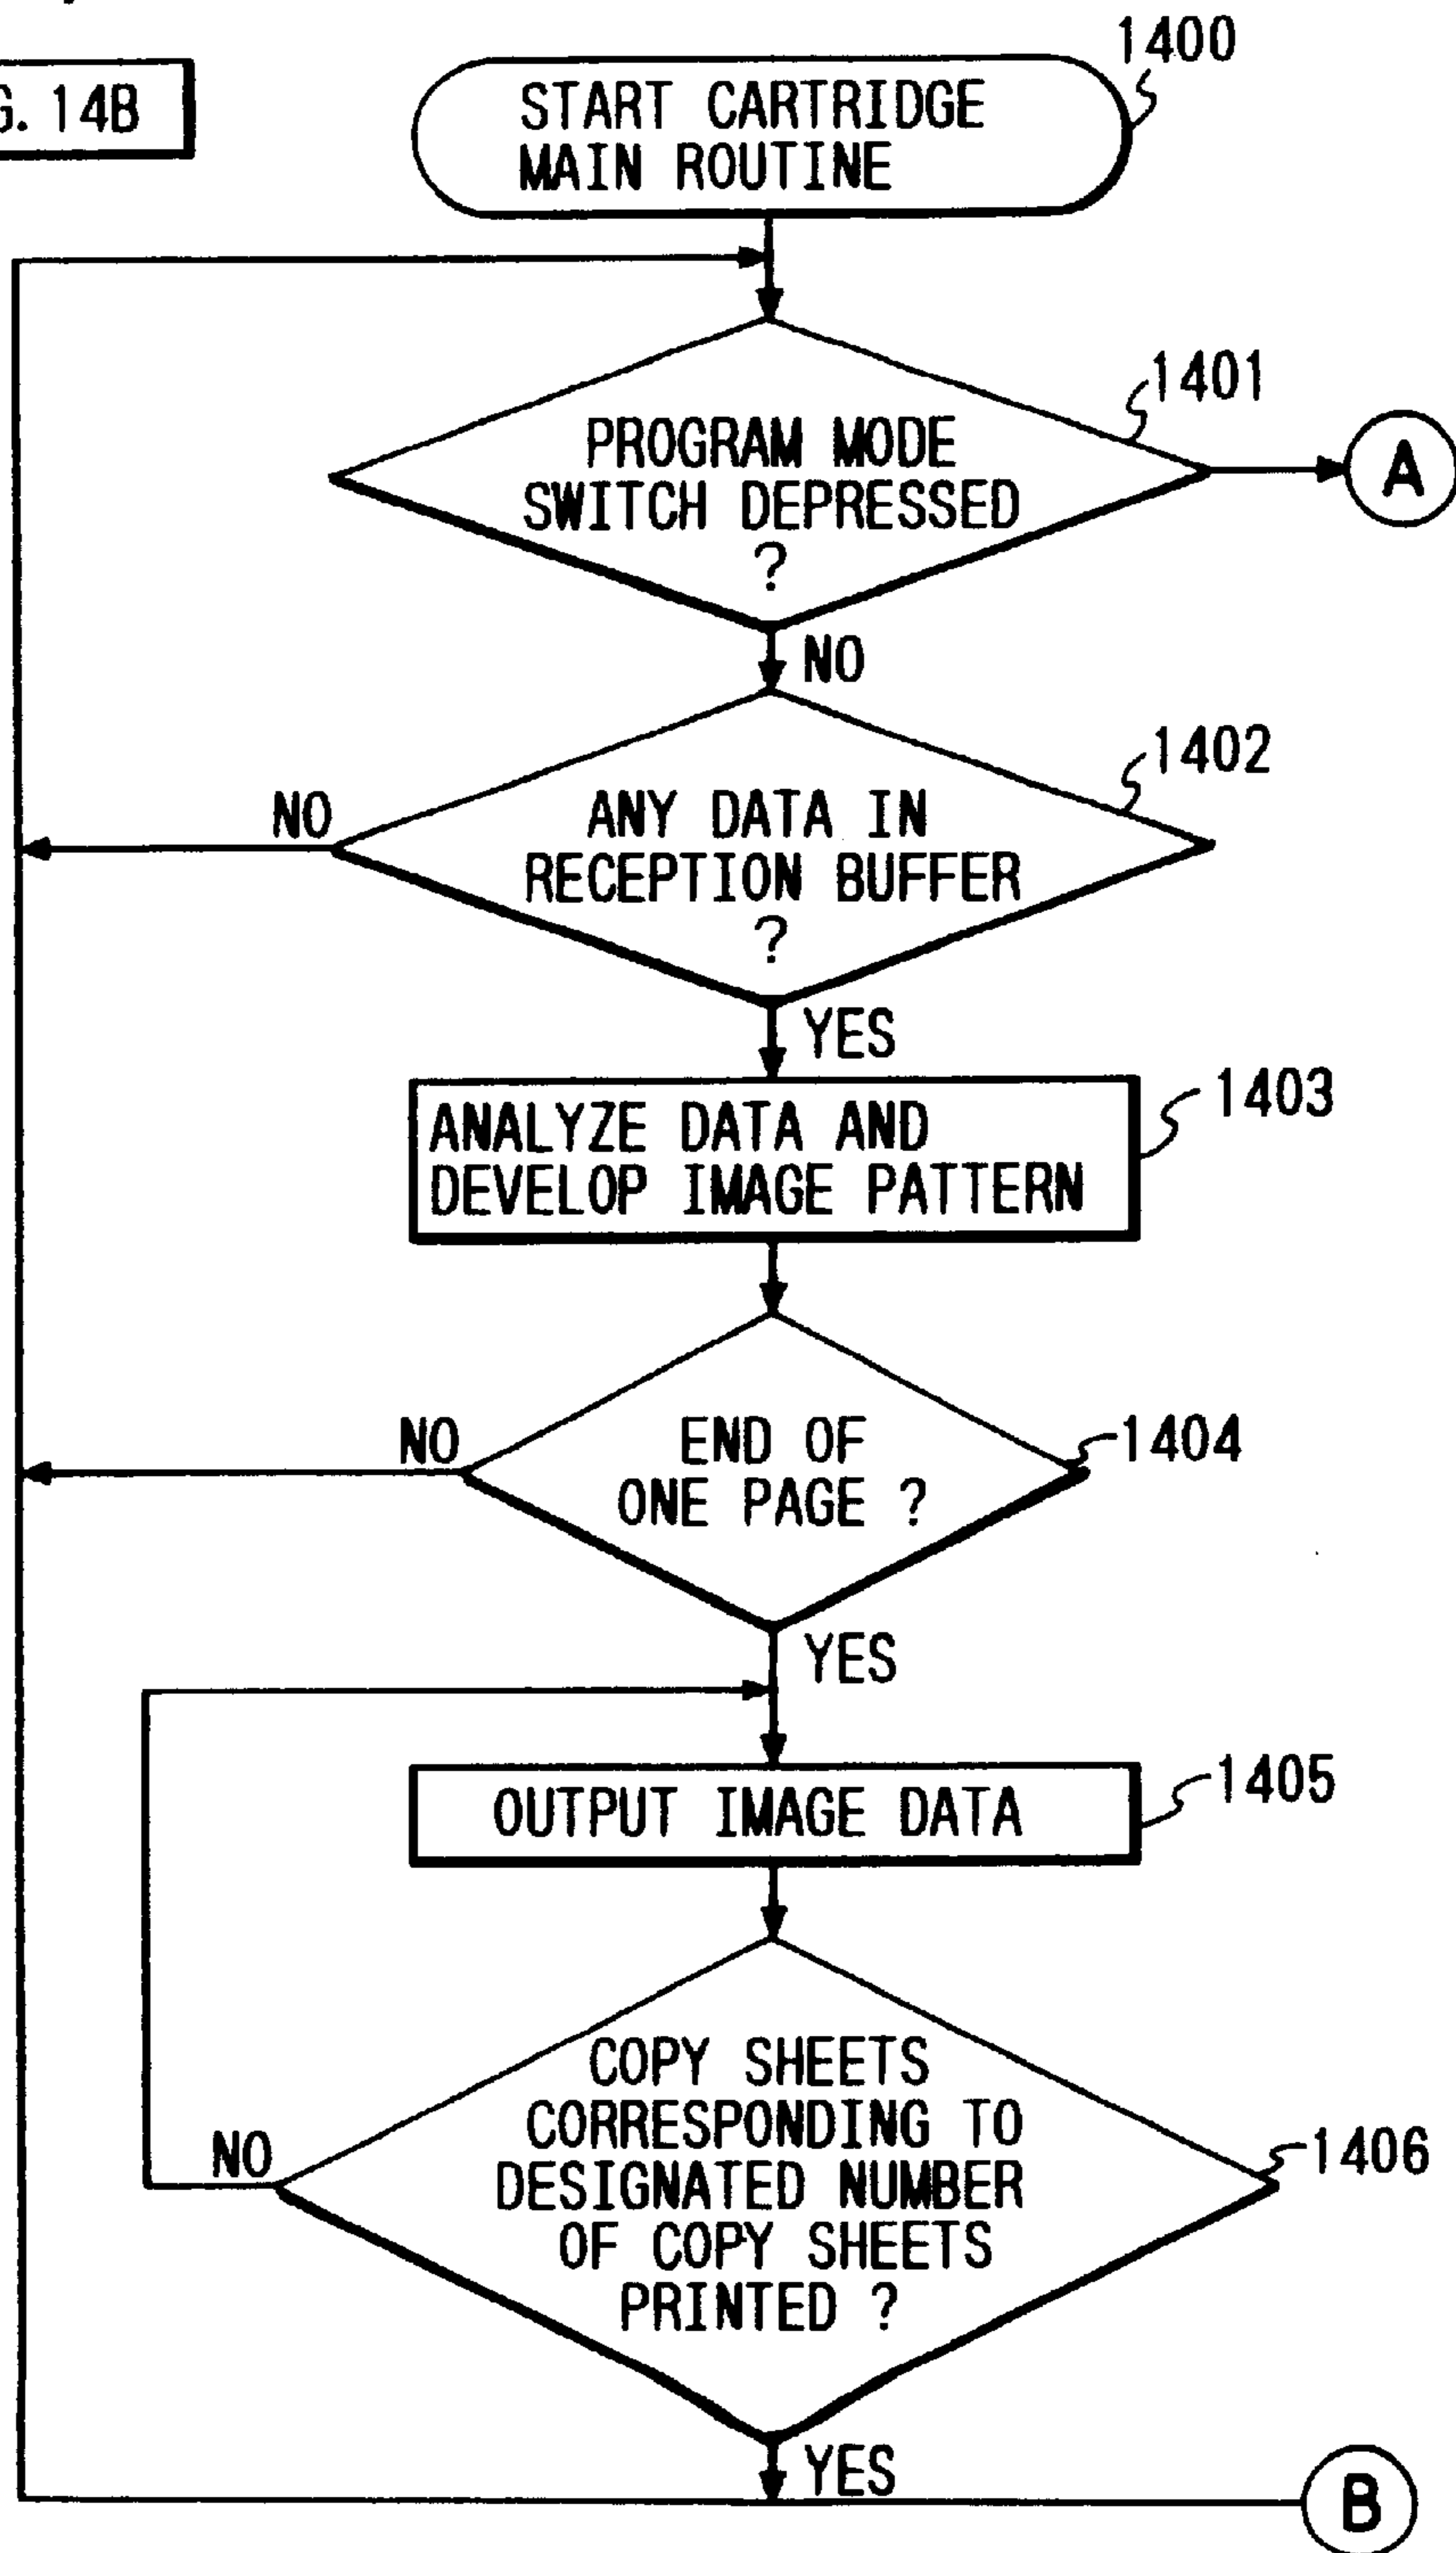 1400
G. 14B
START CARTRIDGE
MAIN ROUTINE
1401
PROGRAM MODE
SWITCH DEPRESSED
?
A
NO
1402
NO
ANY DATA IN
RECEPTION BUFFER
?
YES
1403
ANALYZE DATA AND
DEVELOP IMAGE PATTERN
NO
END OF
ONE PAGE ?
1404
YES
1405
OUTPUT IMAGE DATA
COPY SHEETS
CORRESPONDING TO
DESIGNATED NUMBER
OF COPY SHEETS
PRINTED ?
NO
1406
YES
B